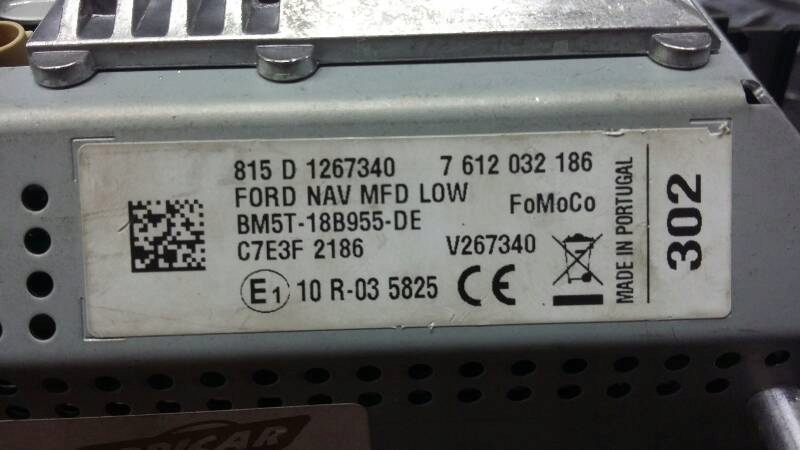 815 D 1267340 7 612 032 186
FORD NAV MFD LOW
FoMoCo
BM5T-18B955-DE
C7E3F 2186 V267340
E1 10 R-03 5825 CE
MADE IN PORTUGAL
302